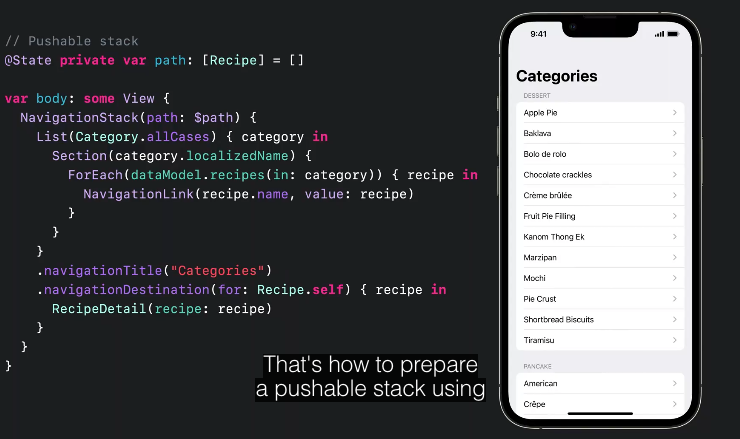 // Pushable stack
@State private var path: [Recipe] = []
var body: some View {
NavigationStack(path: $path) {
List(Category.allCases) { category in
Section(category.localizedName) {
ForEach(dataModel.recipes(in: category)) { recipe in
NavigationLink(recipe.name, value: recipe)
}
}
}
.navigationTitle("Categories")
.navigationDestination(for: Recipe.self) { recipe in
RecipeDetail(recipe: recipe)
}
}
}
That's how to prepare
a pushable stack using
9:41
Categories
DESSERT
Apple Pie
Baklava
Bolo de rolo
Chocolate crackles
Crème brûlée
Fruit Pie Filling
Kanom Thong Ek
Marzipan
Mochi
Pie Crust
Shortbread Biscuits
Tiramisu
PANCAKE
American
Crêpe